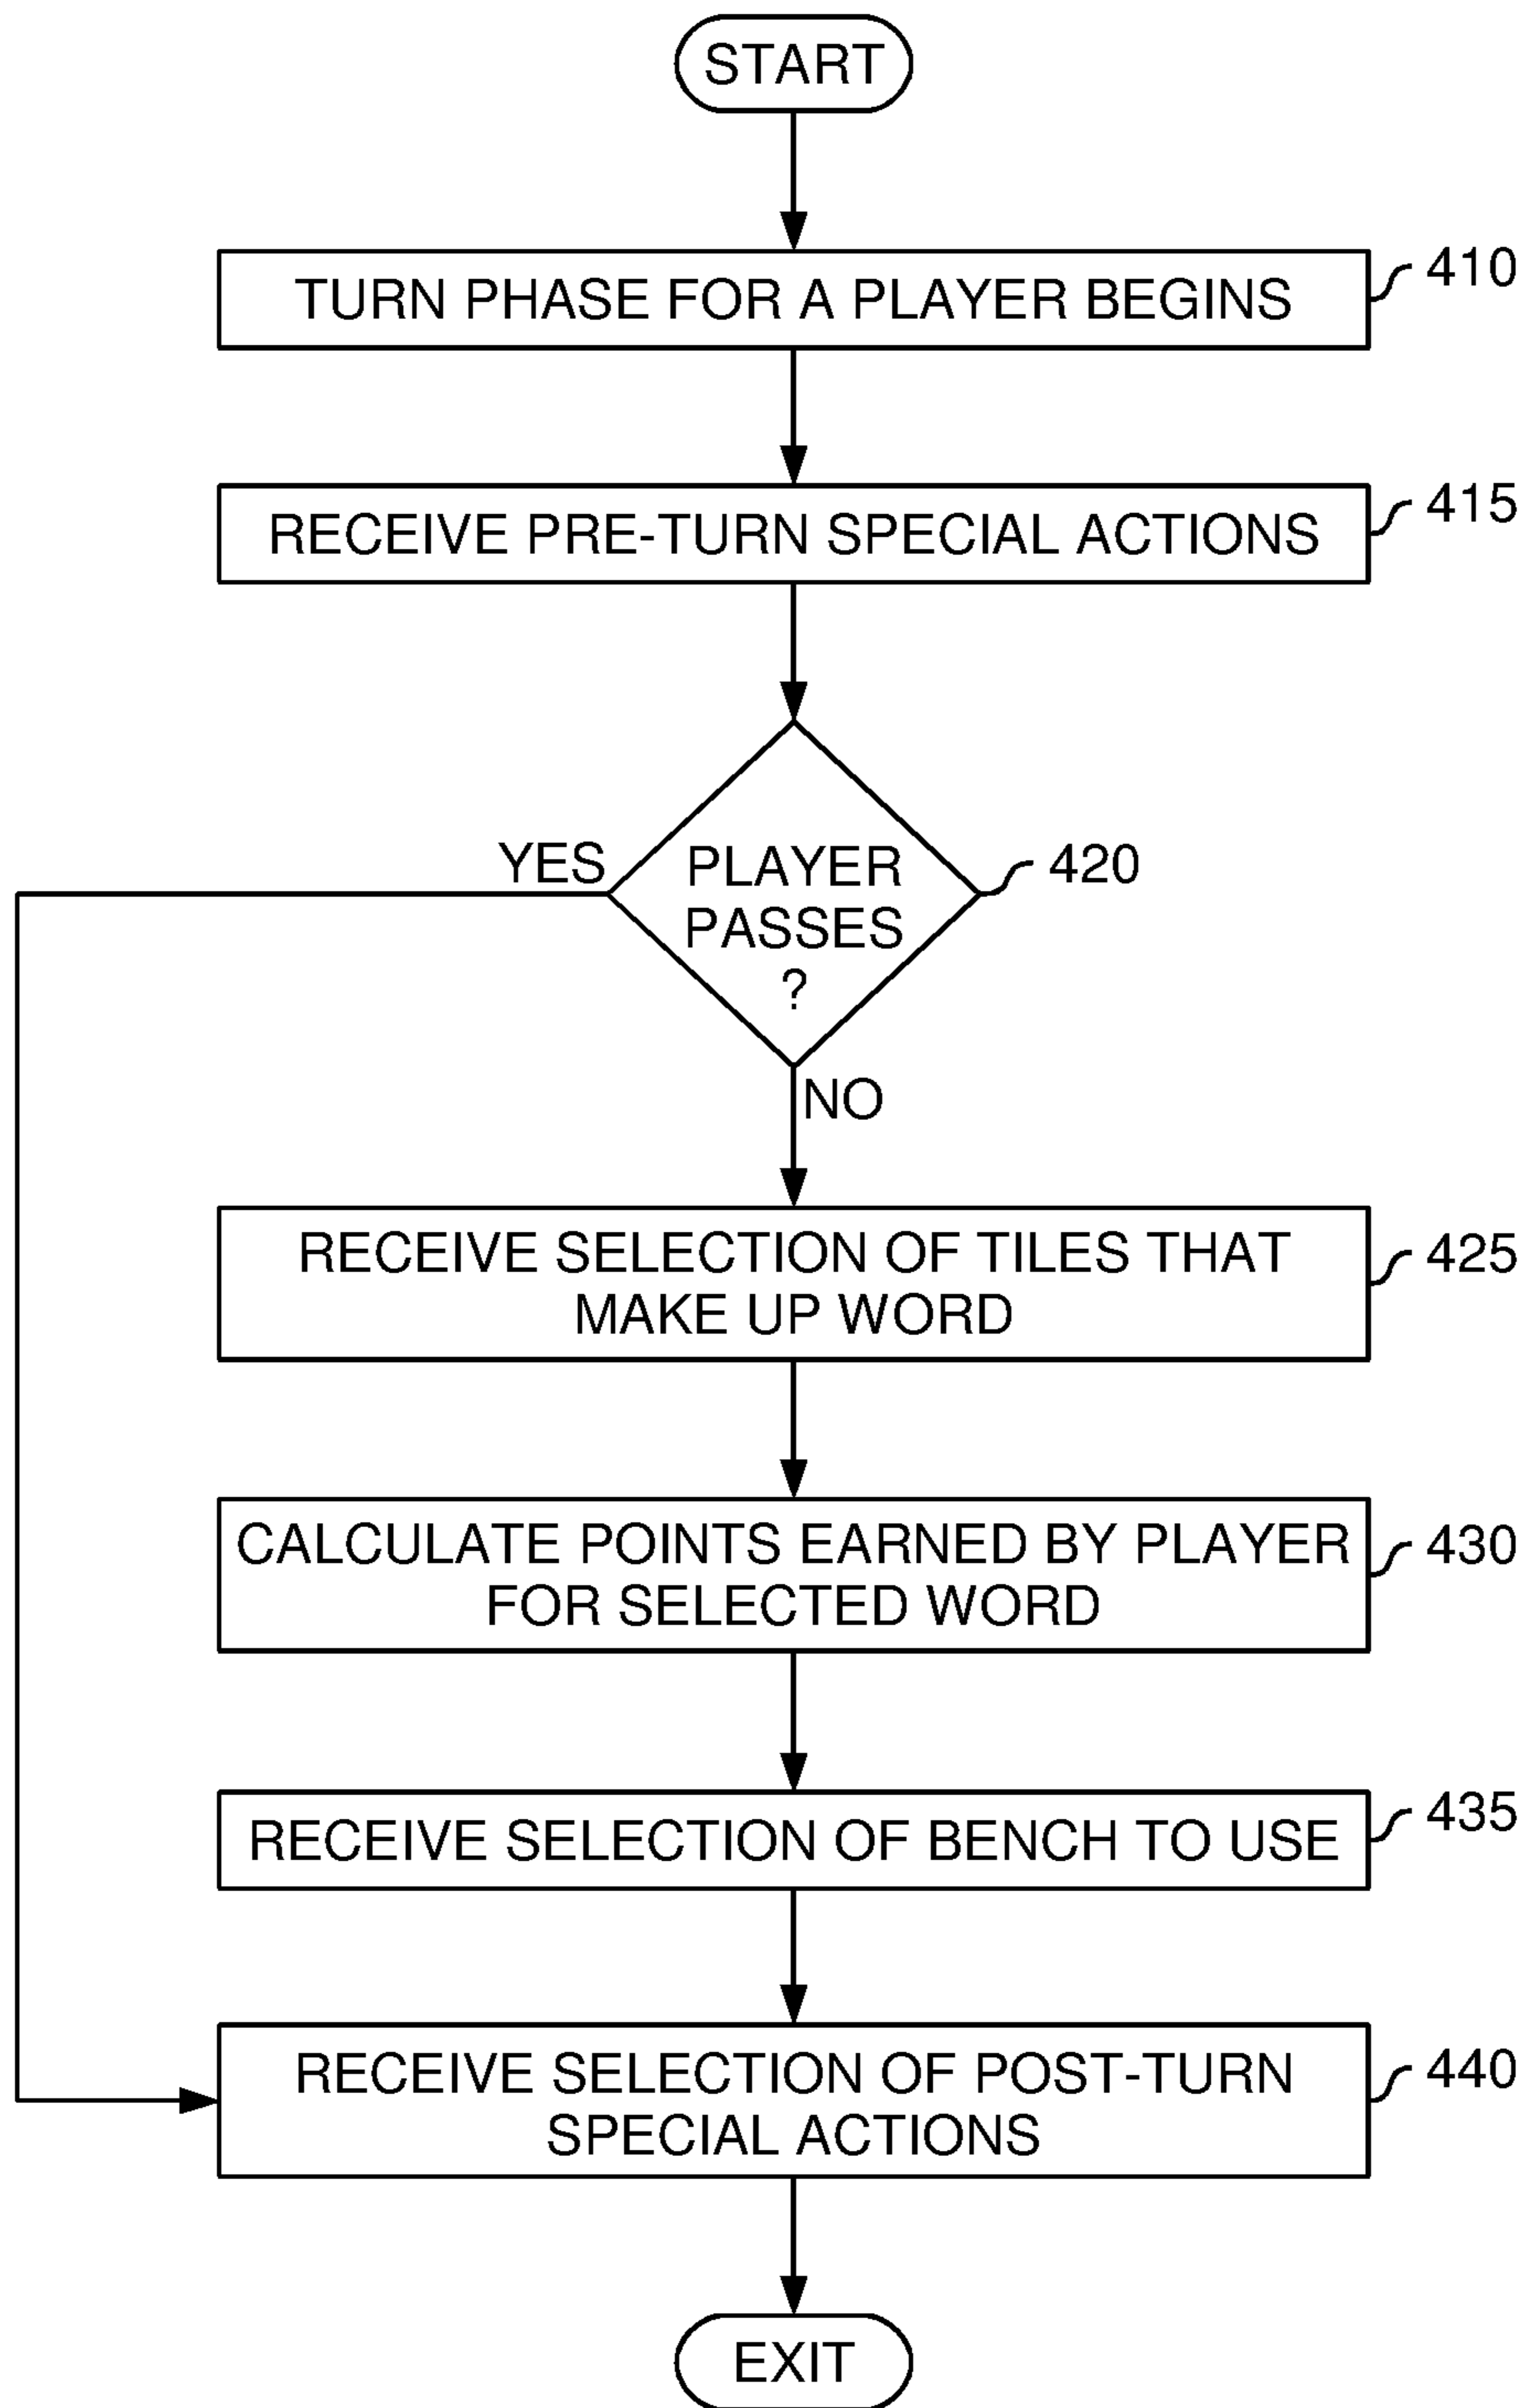 START
TURN PHASE FOR A PLAYER BEGINS
410
RECEIVE PRE-TURN SPECIAL ACTIONS
415
YES
PLAYER
PASSES
?
420
NO
RECEIVE SELECTION OF TILES THAT
MAKE UP WORD
425
CALCULATE POINTS EARNED BY PLAYER
FOR SELECTED WORD
430
RECEIVE SELECTION OF BENCH TO USE
435
RECEIVE SELECTION OF POST-TURN
SPECIAL ACTIONS
440
EXIT